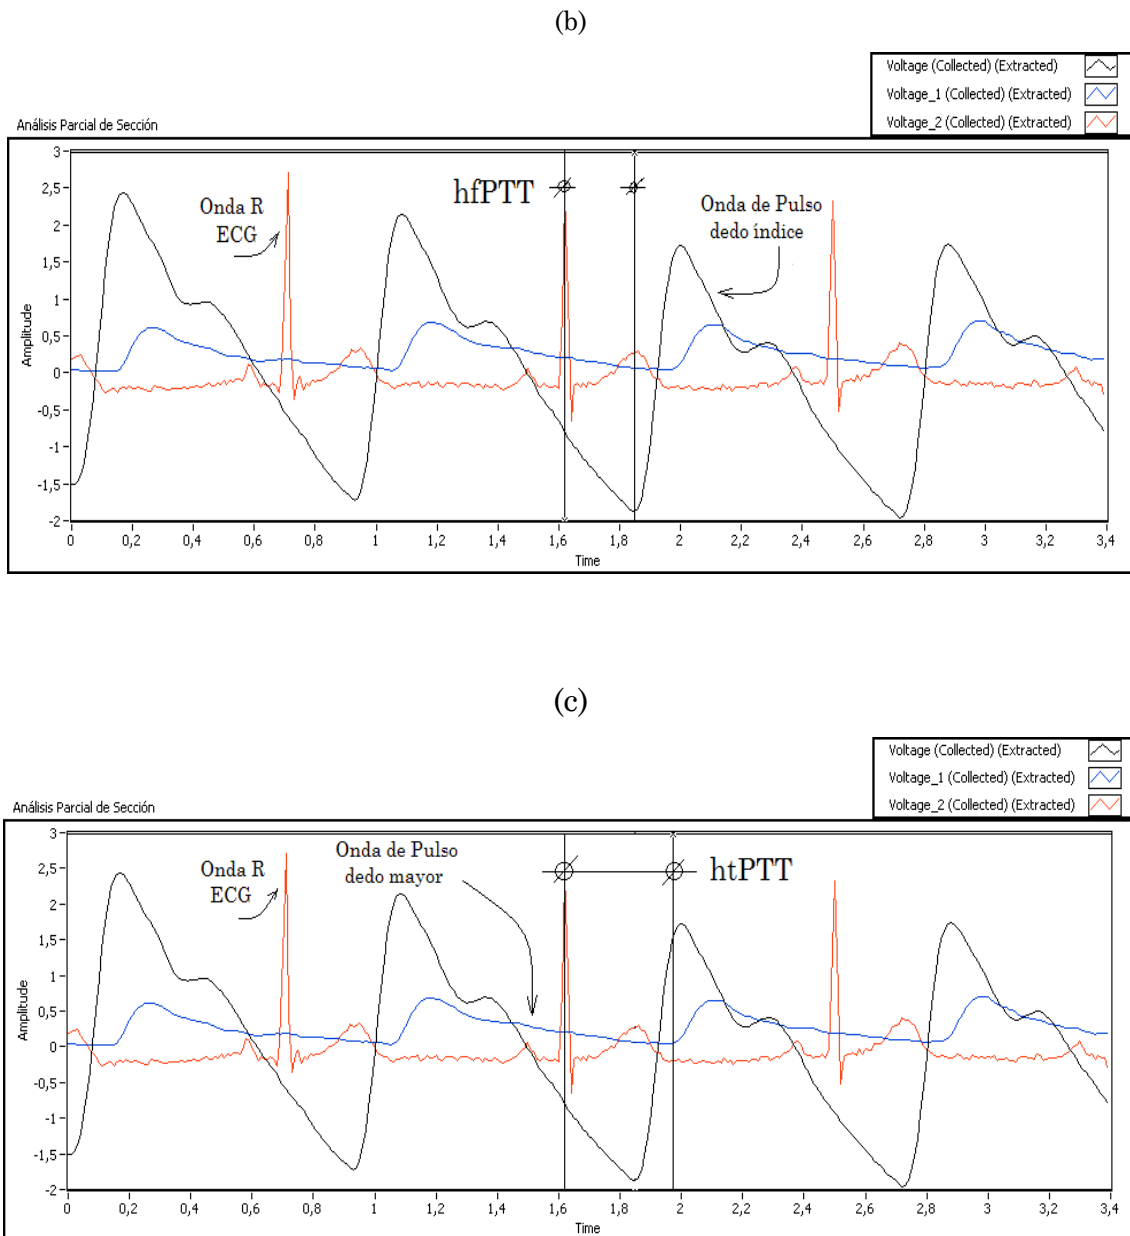 (b)
Voltage (Collected) (Extracted)
Voltage_1 (Collected) (Extracted)
Voltage_2 (Collected) (Extracted)
Análisis Parcial de Sección
3
2,5
2
1,5
1
0,5
0
-0,5
-1
-1,5
-2
Amplitude
Onda R
ECG
hfPTT
Onda de Pulso
dedo índice
0 0,2 0,4 0,6 0,8 1 1,2 1,4 1,6 1,8 2 2,2 2,4 2,6 2,8 3 3,2 3,4
Time
(c)
Voltage (Collected) (Extracted)
Voltage_1 (Collected) (Extracted)
Voltage_2 (Collected) (Extracted)
Análisis Parcial de Sección
3
2,5
2
1,5
1
0,5
0
-0,5
-1
-1,5
-2
Amplitude
Onda R
ECG
Onda de Pulso
dedo mayor
htPTT
0 0,2 0,4 0,6 0,8 1 1,2 1,4 1,6 1,8 2 2,2 2,4 2,6 2,8 3 3,2 3,4
Time